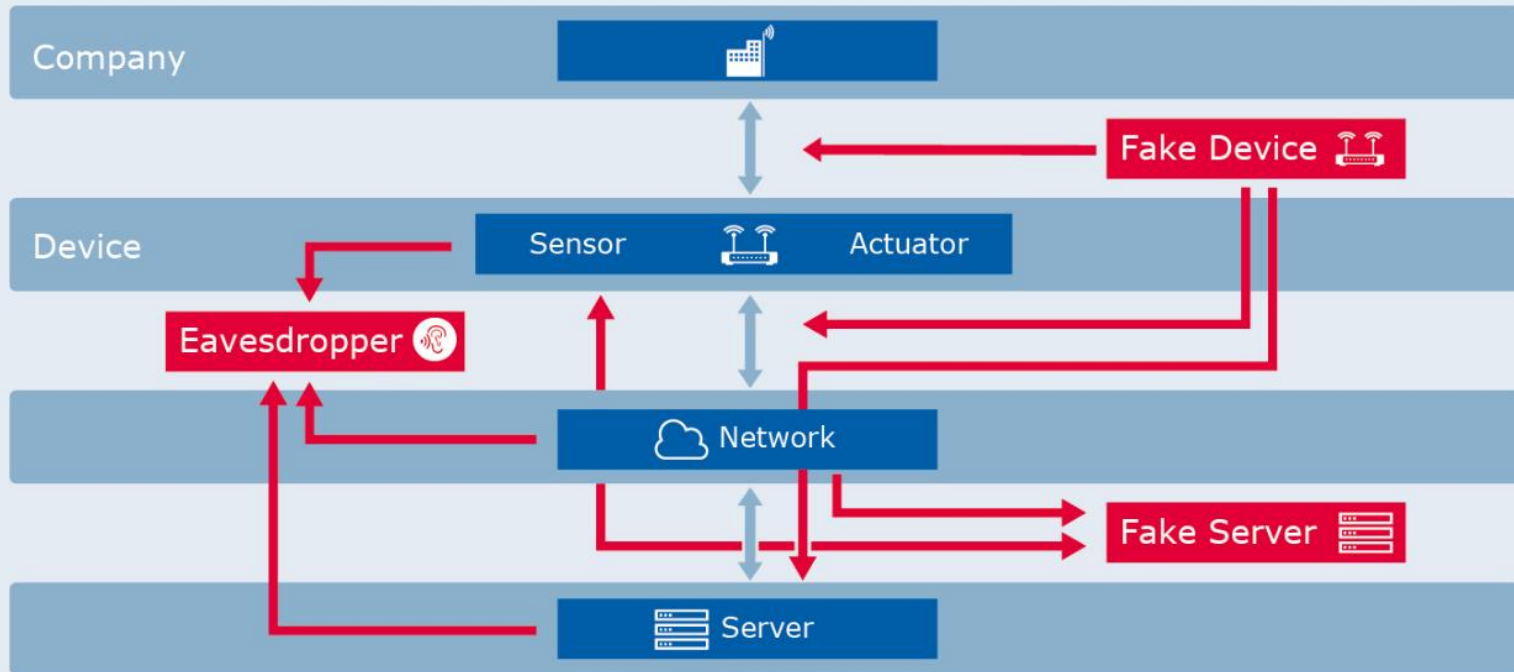 Company
Fake Device
Device
Sensor
Actuator
Eavesdropper
Network
Fake Server
Server